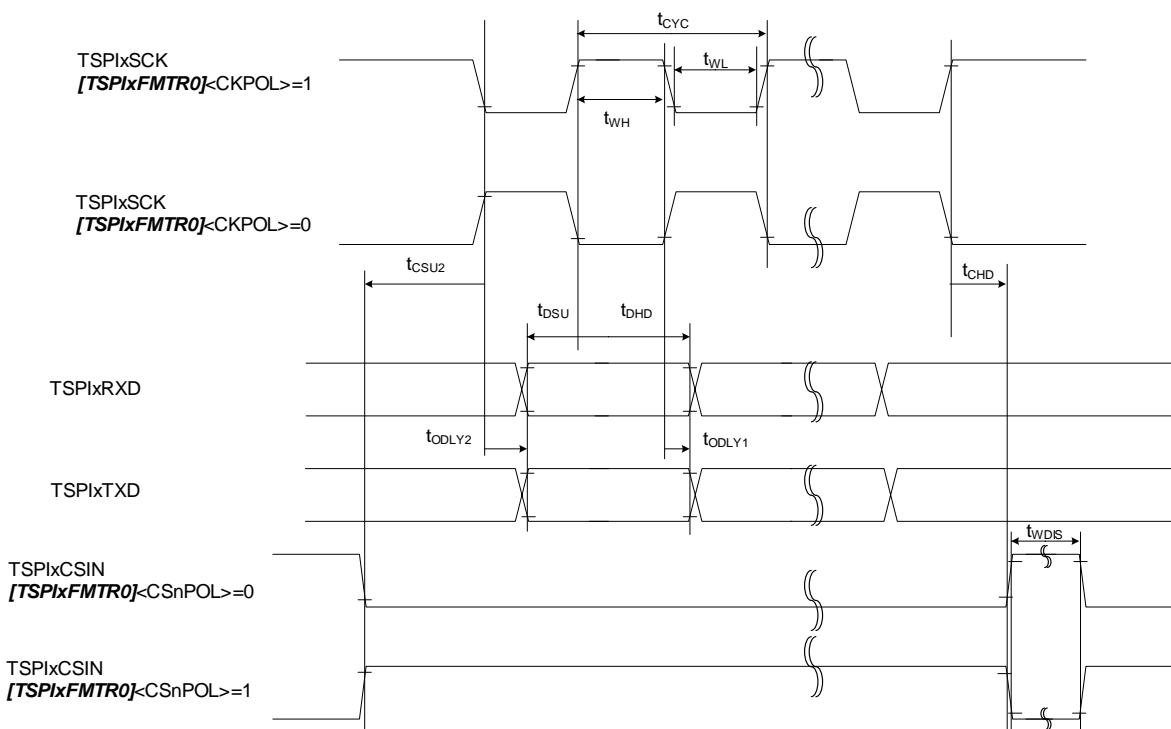 tCYC
TSPIxSCK
[TSPIxFMTR0]<CKPOL>=1
tWL
tWH
TSPIxSCK
[TSPIxFMTR0]<CKPOL>=0
tCSU2
tCHD
tDSU
tDHD
TSPIxRXD
tODLY2
tODLY1
TSPIxTXD
tWDIS
TSPIxCSIN
[TSPIxFMTR0]<CSnPOL>=0
TSPIxCSIN
[TSPIxFMTR0]<CSnPOL>=1